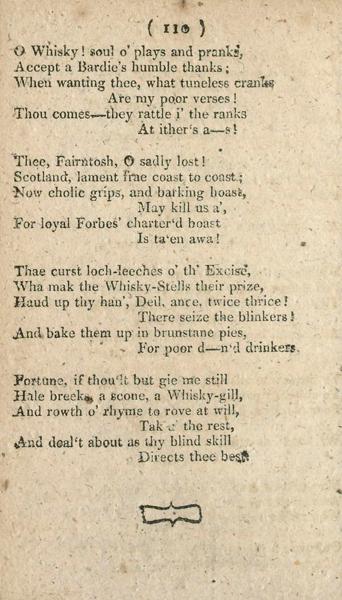 ( 110 )
O Whisky! soul o' plays and pranks,
Accept a Bardie's humble thanks;
When wanting thee, what tuneless cranks
Are my poor verses!
Thou comes—they rattle i' the ranks
At ither's a—s!
Thee, Fairntosh, O sadly lost!
Scotland, lament frae coast to coast;
Now cholic grips, and barking hoast,
May kill us a',
For loyal Forbes' charter'd boast
Is ta'en awa!
Thae curst loch-leeches o' th' Excise,
Wha mak the Whisky-Stells their prize,
Haud up thy han', Deil, ance, twice thrice!
There seize the blinkers!
And bake them up in brunstane pies,
For poor d—n'd drinkers.
Fortune, if thou'lt but gie me still
Hale breeks, a scone, a Whisky-gill,
And rowth o' rhyme to rove at will,
Tak a' the rest,
And deal't about as thy blind skill
Directs thee best